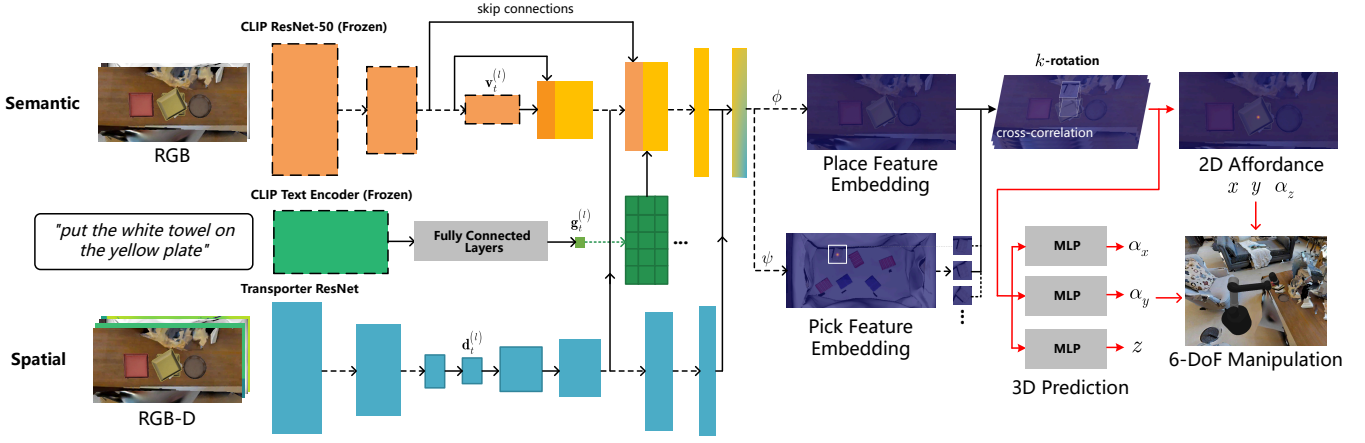 skip connections
CLIP ResNet-50 (Frozen)
Semantic
RGB
v_t^{(l)}
ϕ
k-rotation
cross-correlation
Place Feature
Embedding
2D Affordance
x y α_z
CLIP Text Encoder (Frozen)
"put the white towel on
the yellow plate"
Fully Connected
Layers
g_t^{(l)}
...
ψ
Pick Feature
Embedding
MLP
α_x
MLP
α_y
MLP
z
3D Prediction
6-DoF Manipulation
Transporter ResNet
Spatial
RGB-D
d_t^{(l)}